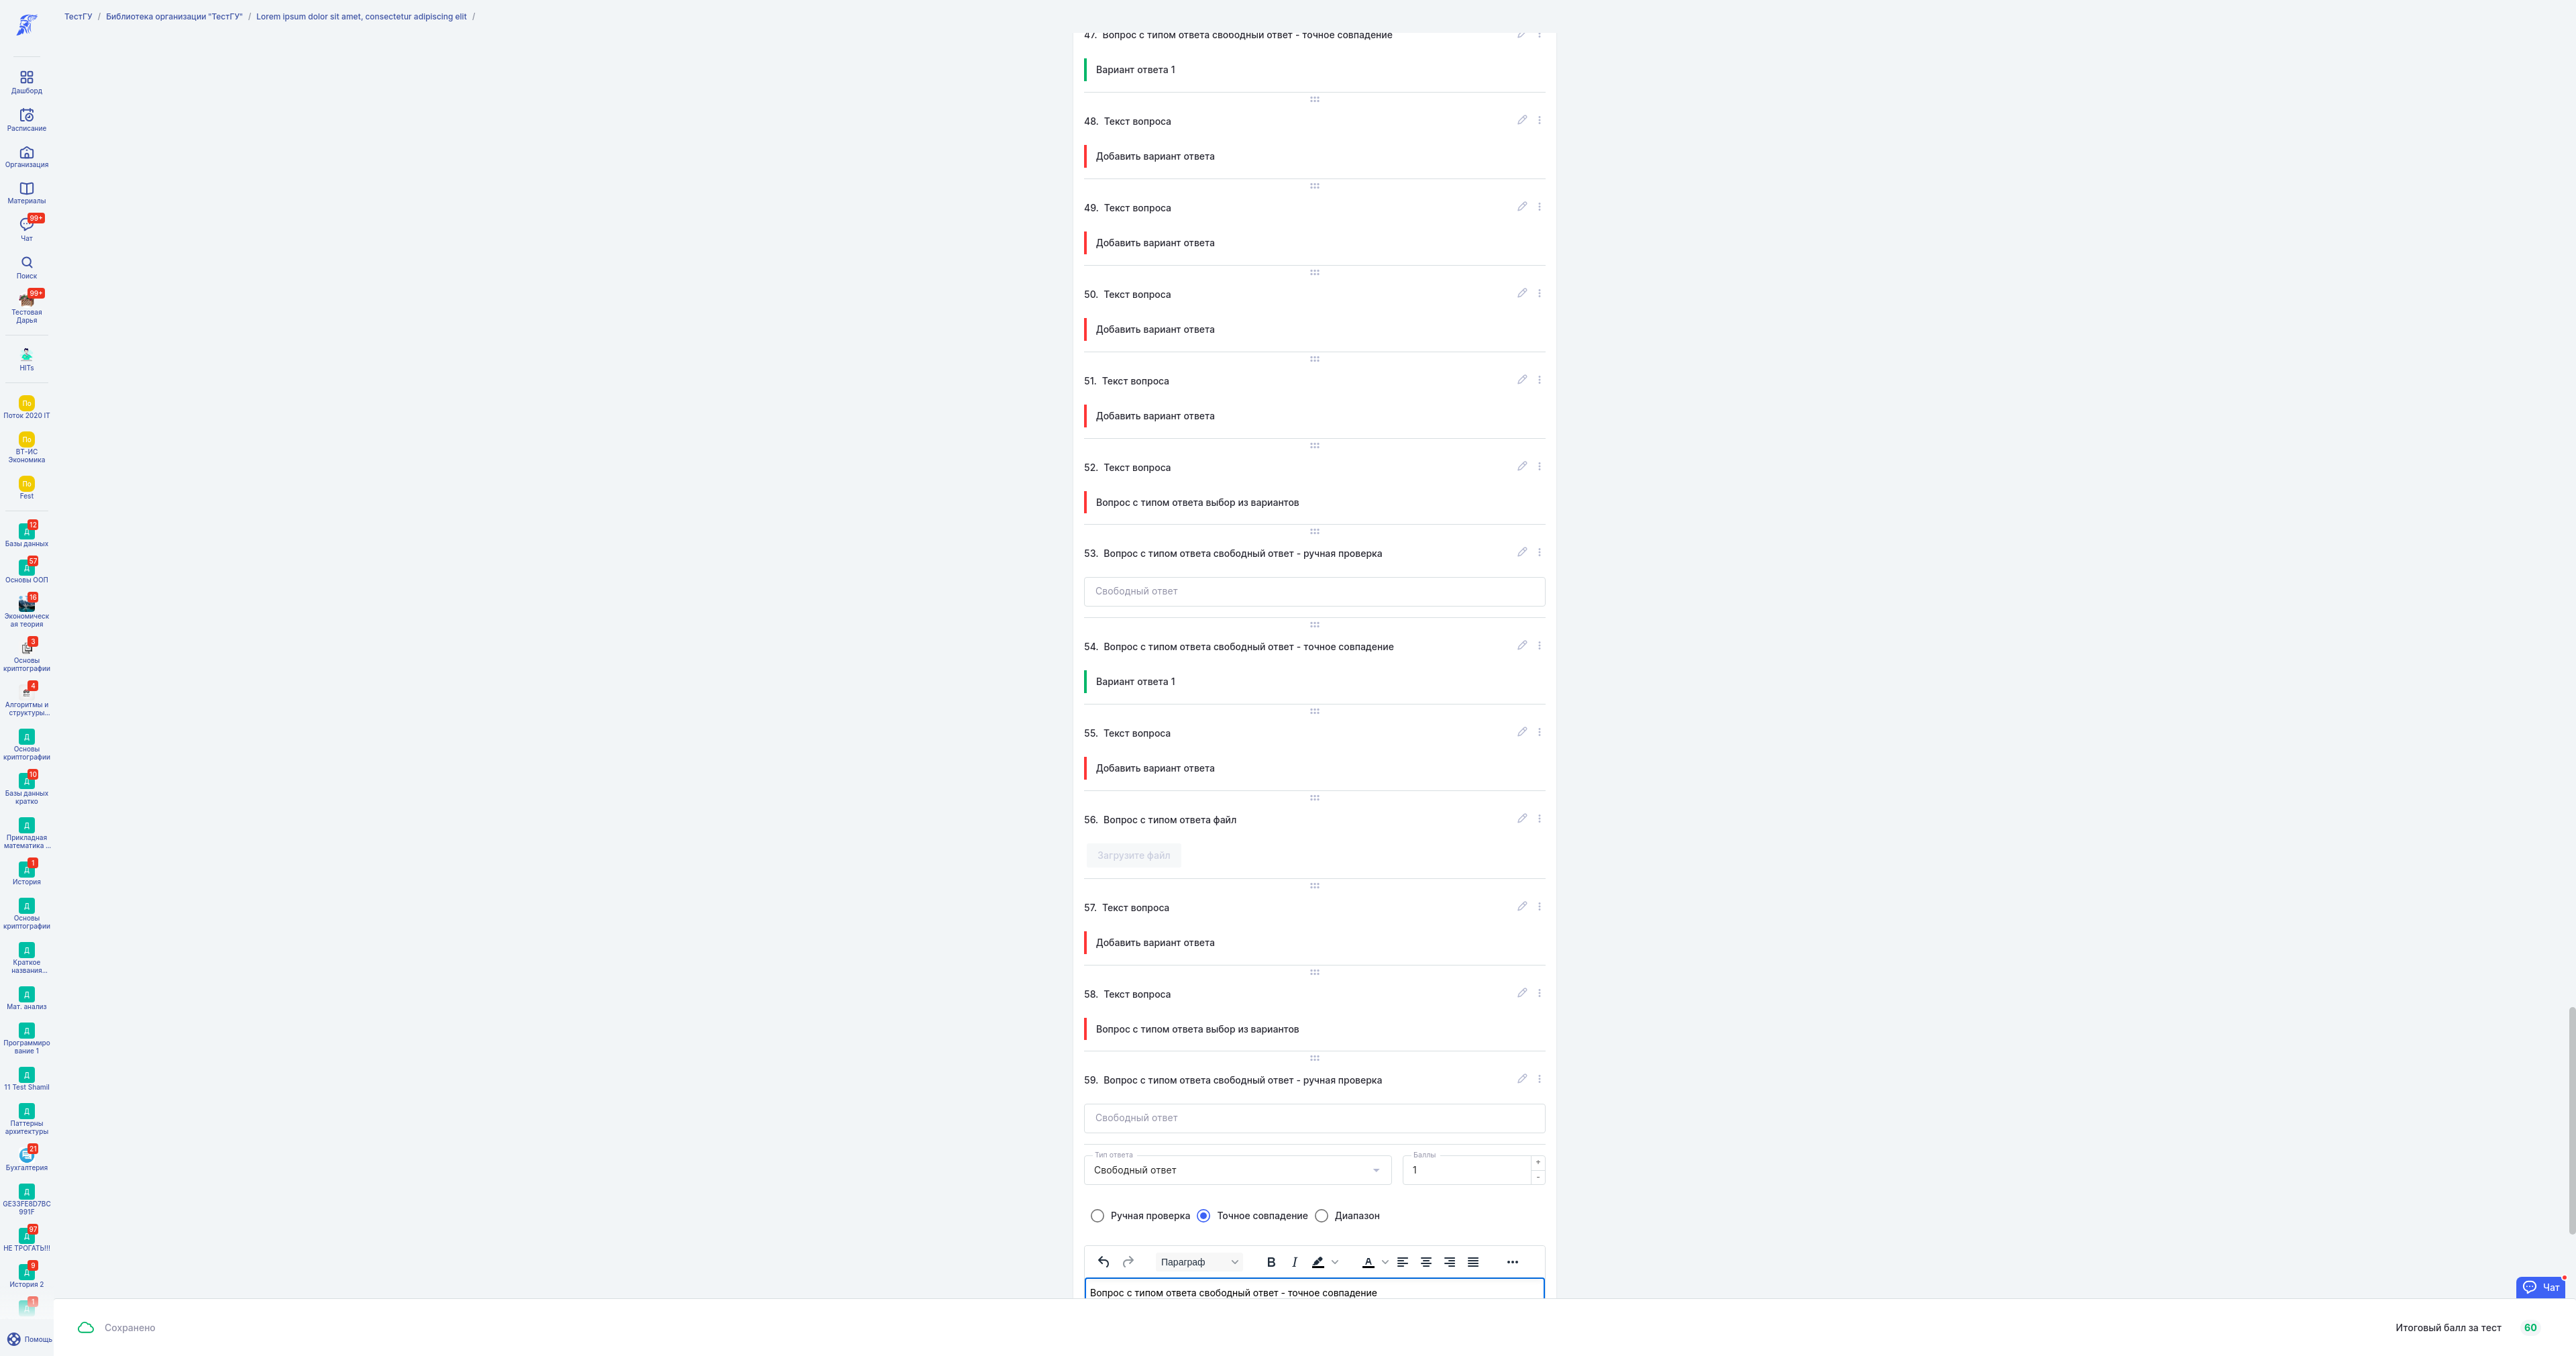 ТестГУ / Библиотека организации "ТестГУ" / Lorem ipsum dolor sit amet, consectetur adipiscing elit /
Дашборд
Расписание
Организация
Материалы
99+
Чат
Поиск
99+
Тестовая
Дарья
HITs
По
Поток 2020 IT
По
ВТ-ИС
Экономика
По
Fest
12
Д
Базы данных
57
Д
Основы ООП
16
Экономическ
ая теория
3
Основы
криптографии
4
Алгоритмы и
структуры...
Д
Основы
криптографии
10
Д
Базы данных
кратко
Д
Прикладная
математика ...
1
Д
История
Д
Основы
криптографии
Д
Краткое
названия...
Д
Мат. анализ
Д
Программиро
вание 1
Д
11 Test Shamil
Д
Паттерны
архитектуры
21
Бухгалтерия
Д
GE33FE8D7BC
991F
97
Д
НЕ ТРОГАТЬ!!!
9
Д
История 2
1
Помощь
47. Вопрос с типом ответа свободный ответ - точное совпадение
Вариант ответа 1
48. Текст вопроса
Добавить вариант ответа
49. Текст вопроса
Добавить вариант ответа
50. Текст вопроса
Добавить вариант ответа
51. Текст вопроса
Добавить вариант ответа
52. Текст вопроса
Вопрос с типом ответа выбор из вариантов
53. Вопрос с типом ответа свободный ответ - ручная проверка
Свободный ответ
54. Вопрос с типом ответа свободный ответ - точное совпадение
Вариант ответа 1
55. Текст вопроса
Добавить вариант ответа
56. Вопрос с типом ответа файл
Загрузите файл
57. Текст вопроса
Добавить вариант ответа
58. Текст вопроса
Вопрос с типом ответа выбор из вариантов
59. Вопрос с типом ответа свободный ответ - ручная проверка
Свободный ответ
Тип ответа
Свободный ответ
Баллы
1
+
-
Ручная проверка Точное совпадение Диапазон
Параграф B I A
Вопрос с типом ответа свободный ответ - точное совпадение
Чат
Сохранено
Итоговый балл за тест 60